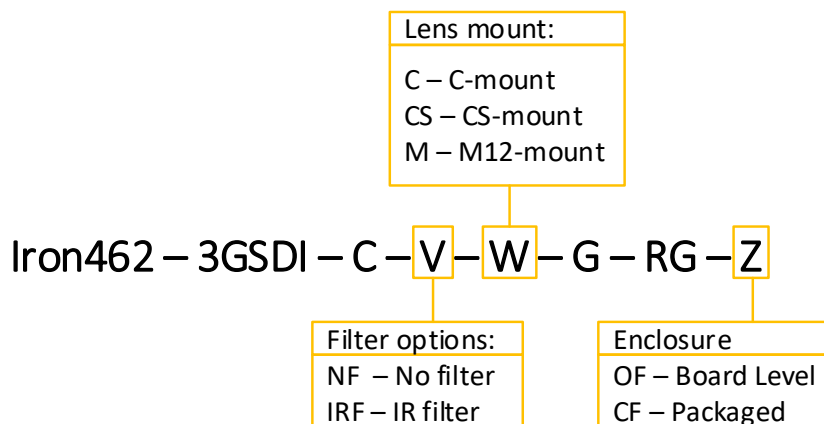 Lens mount:
C – C-mount
CS – CS-mount
M – M12-mount
Iron462 – 3GSDI – C – V – W – G – RG – Z
Filter options:
NF – No filter
IRF – IR filter
Enclosure
OF – Board Level
CF – Packaged